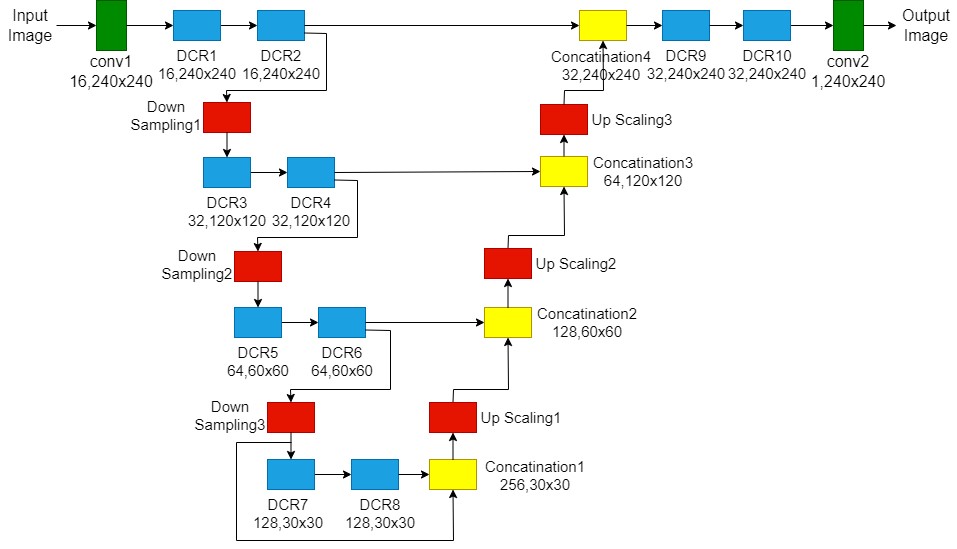 Input
Image
conv1
16,240x240
DCR1
16,240x240
DCR2
16,240x240
Concatination4
32,240x240
DCR9
32,240x240
DCR10
32,240x240
conv2
1,240x240
Output
Image
Down
Sampling1
Up Scaling3
DCR3
32,120x120
DCR4
32,120x120
Concatination3
64,120x120
Down
Sampling2
Up Scaling2
DCR5
64,60x60
DCR6
64,60x60
Concatination2
128,60x60
Down
Sampling3
Up Scaling1
DCR7
128,30x30
DCR8
128,30x30
Concatination1
256,30x30